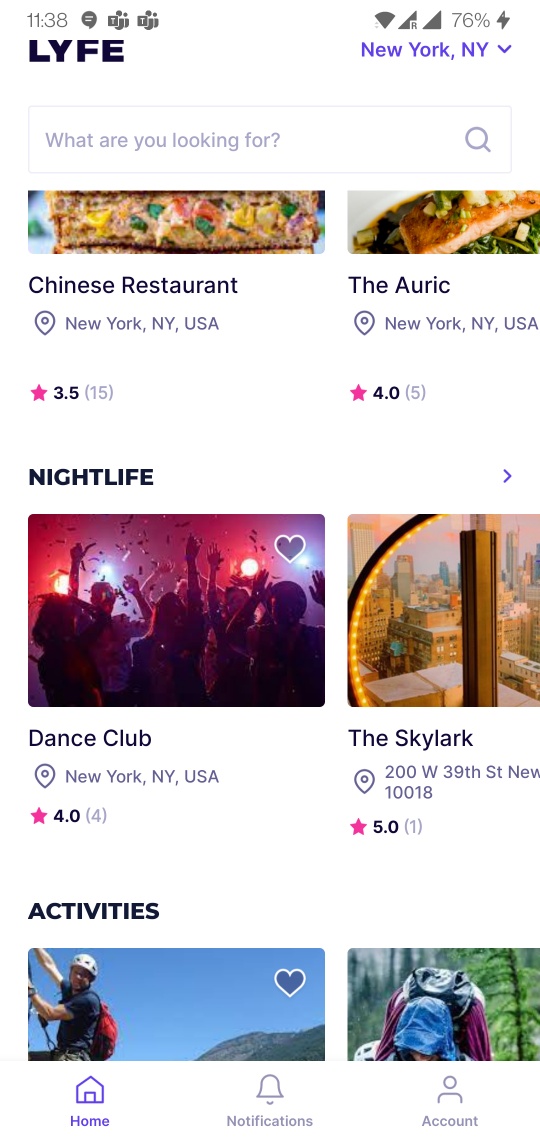 11:38
R
76%
LYFE
New York, NY
What are you looking for?
Chinese Restaurant
The Auric
New York, NY, USA
New York, NY, USA
3.5 (15)
4.0 (5)
NIGHTLIFE
Dance Club
The Skylark
New York, NY, USA
200 W 39th St New
10018
4.0 (4)
5.0 (1)
ACTIVITIES
Home
Notifications
Account